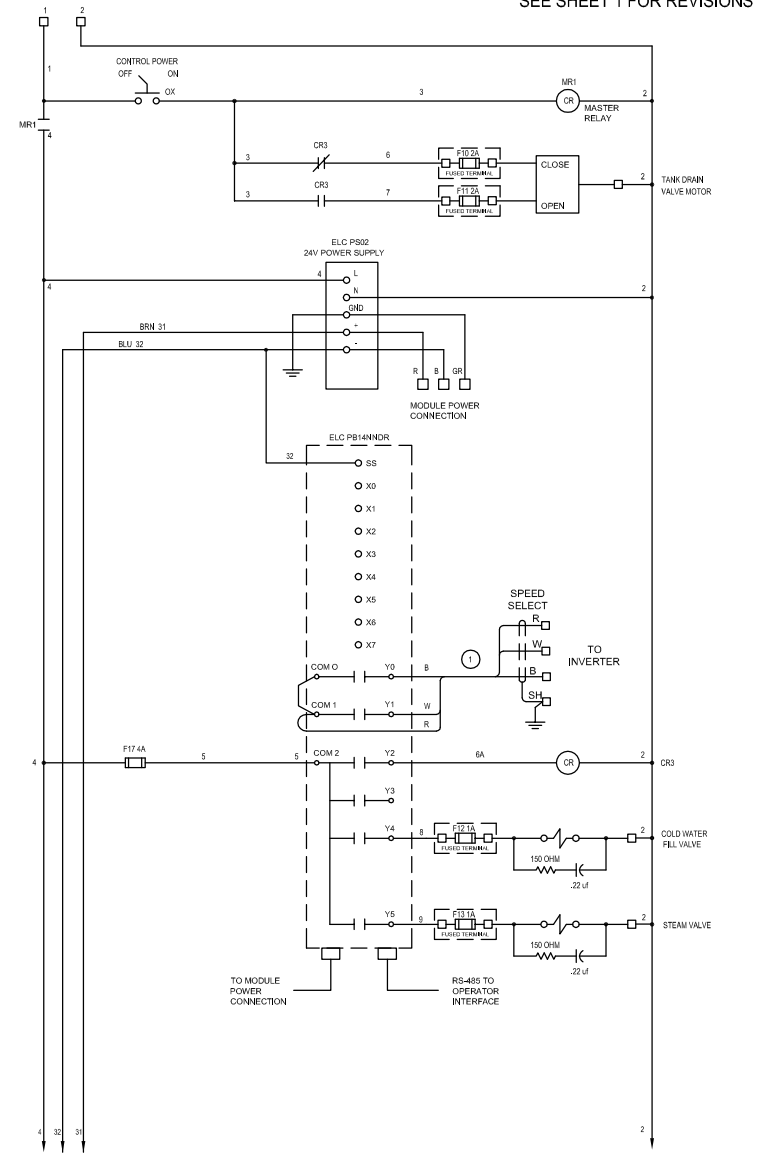 SEE SHEET 1 FOR REVISIONS
1
2
1
CONTROL POWER
OFF
ON
OX
3
MR1
CR
2
MASTER
RELAY
MR1
4
3
CR3
6
F10 2A
FUSED TERMINAL
CLOSE
2
TANK DRAIN
VALVE MOTOR
3
CR3
7
F11 2A
FUSED TERMINAL
OPEN
ELC PS02
24V POWER SUPPLY
4
4
L
N
2
GND
BRN 31
+
BLU 32
-
R
B
GR
MODULE POWER
CONNECTION
ELC PB14NNDR
32
SS
X0
X1
X2
X3
X4
X5
X6
X7
SPEED
SELECT
R
W
B
SH
TO
INVERTER
1
COM O
Y0
B
COM 1
Y1
W
R
4
F17 4A
5
5
COM 2
Y2
6A
CR
2
CR3
Y3
Y4
8
F12 1A
FUSED TERMINAL
150 OHM
.22 uf
2
COLD WATER
FILL VALVE
Y5
9
F13 1A
FUSED TERMINAL
150 OHM
.22 uf
2
STEAM VALVE
TO MODULE
POWER
CONNECTION
RS-485 TO
OPERATOR
INTERFACE
4
32
31
2